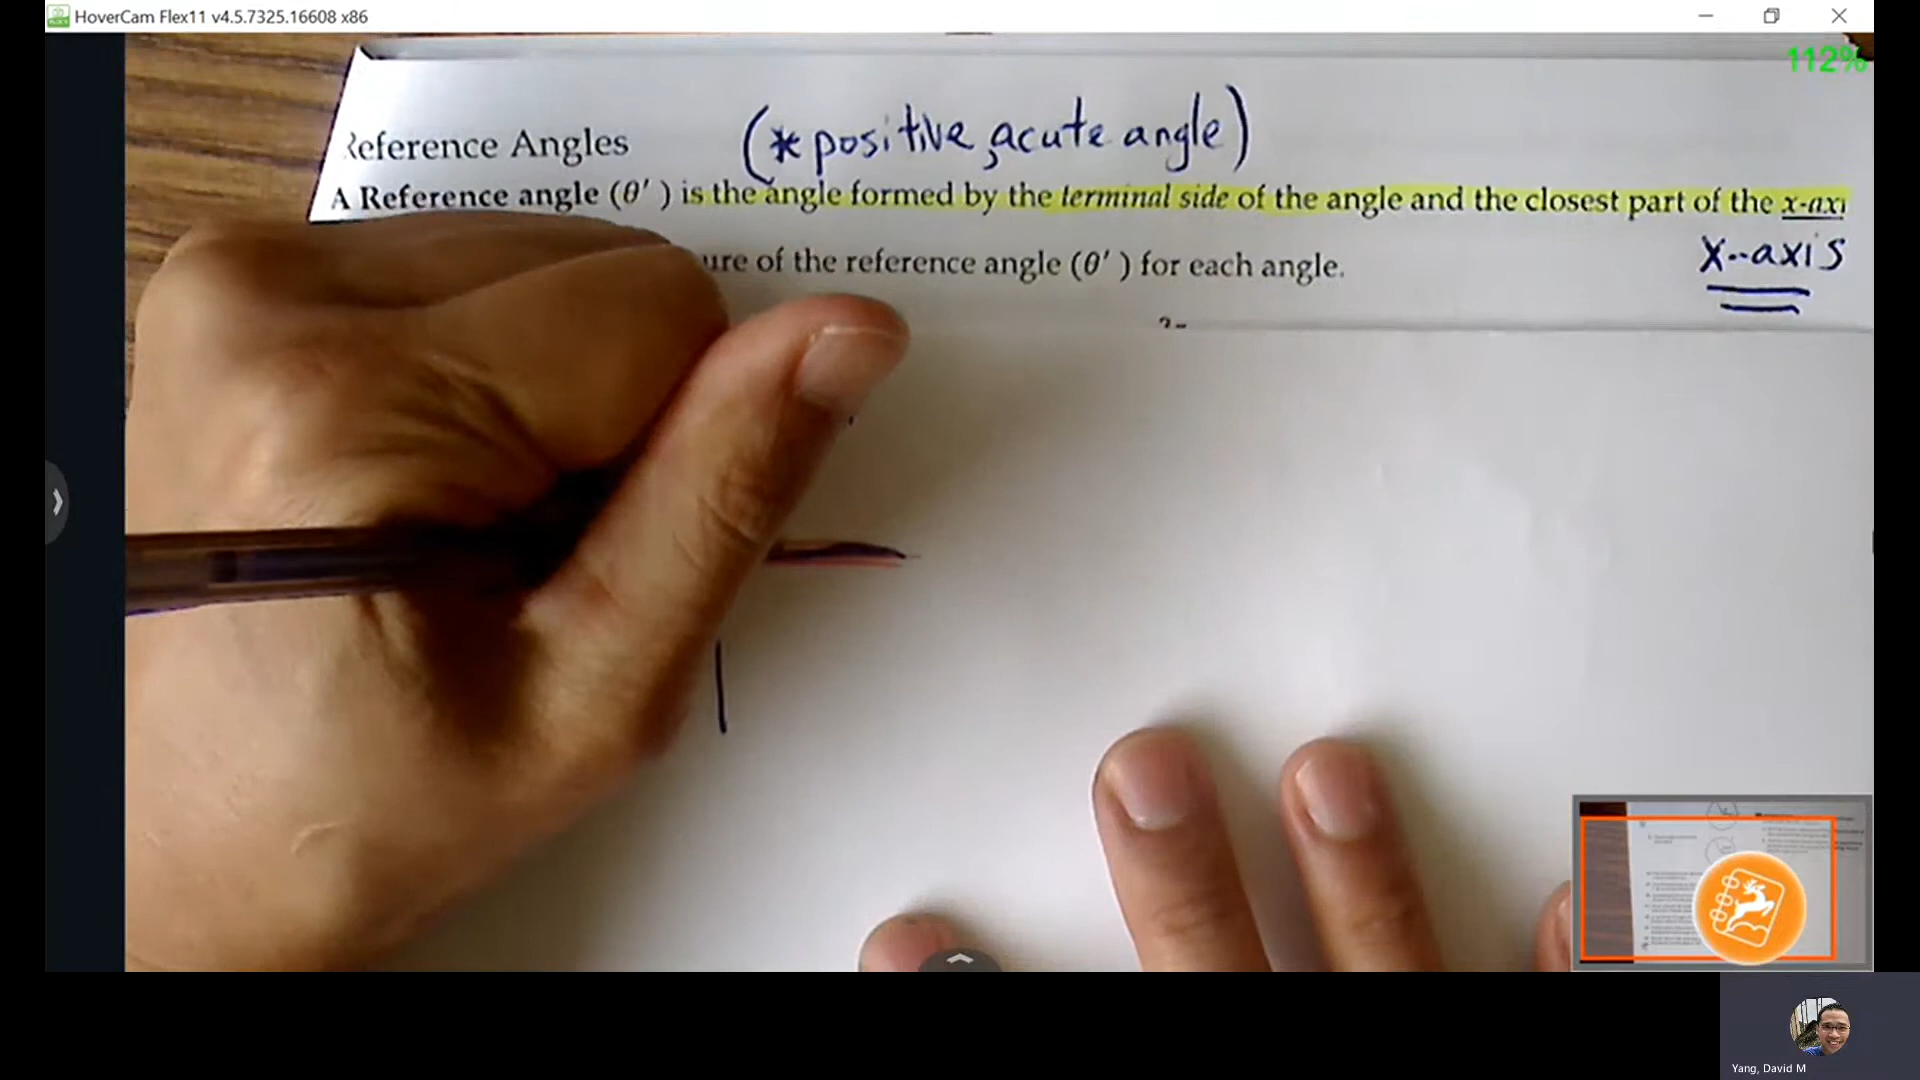 HoverCam Flex11 v4.5.7325.16608 x86
112%
Reference Angles (* positive, acute angle)
A Reference angle (θ′ ) is the angle formed by the terminal side of the angle and the closest part of the x-axi
ure of the reference angle (θ′ ) for each angle.
x-axis
Yang, David M